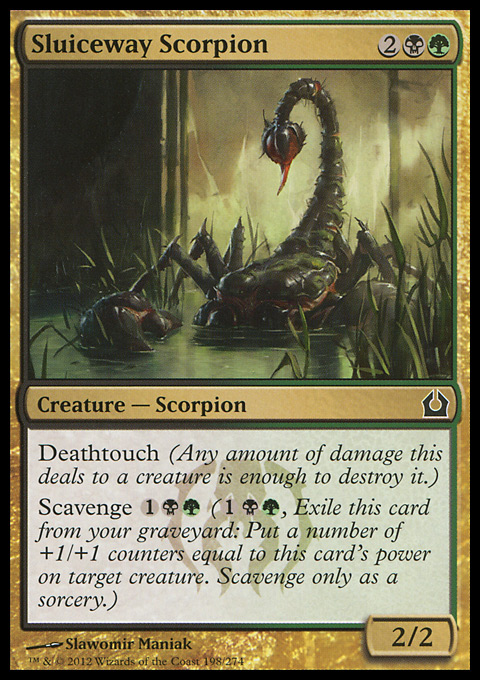 Sluiceway Scorpion 2
Creature — Scorpion
Deathtouch (Any amount of damage this
deals to a creature is enough to destroy it.)
Scavenge 1 (1 , Exile this card
from your graveyard: Put a number of
+1/+1 counters equal to this card's power
on target creature. Scavenge only as a
sorcery.)
2/2
Slawomir Maniak
™ & © 2012 Wizards of the Coast 198/274